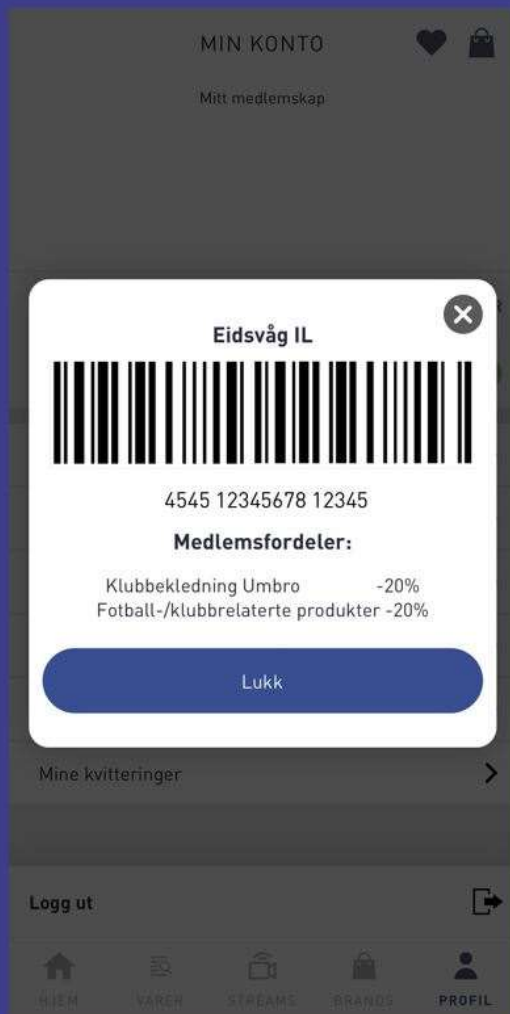 MIN KONTO
Mitt medlemskap
Eidsvåg IL
4545 12345678 12345
Medlemsfordeler:
Klubbekledning Umbro -20%
Fotball-/klubbrelaterte produkter -20%
Lukk
Mine kvitteringer
Logg ut
HJEM VARER STREAMS BRANDS PROFIL